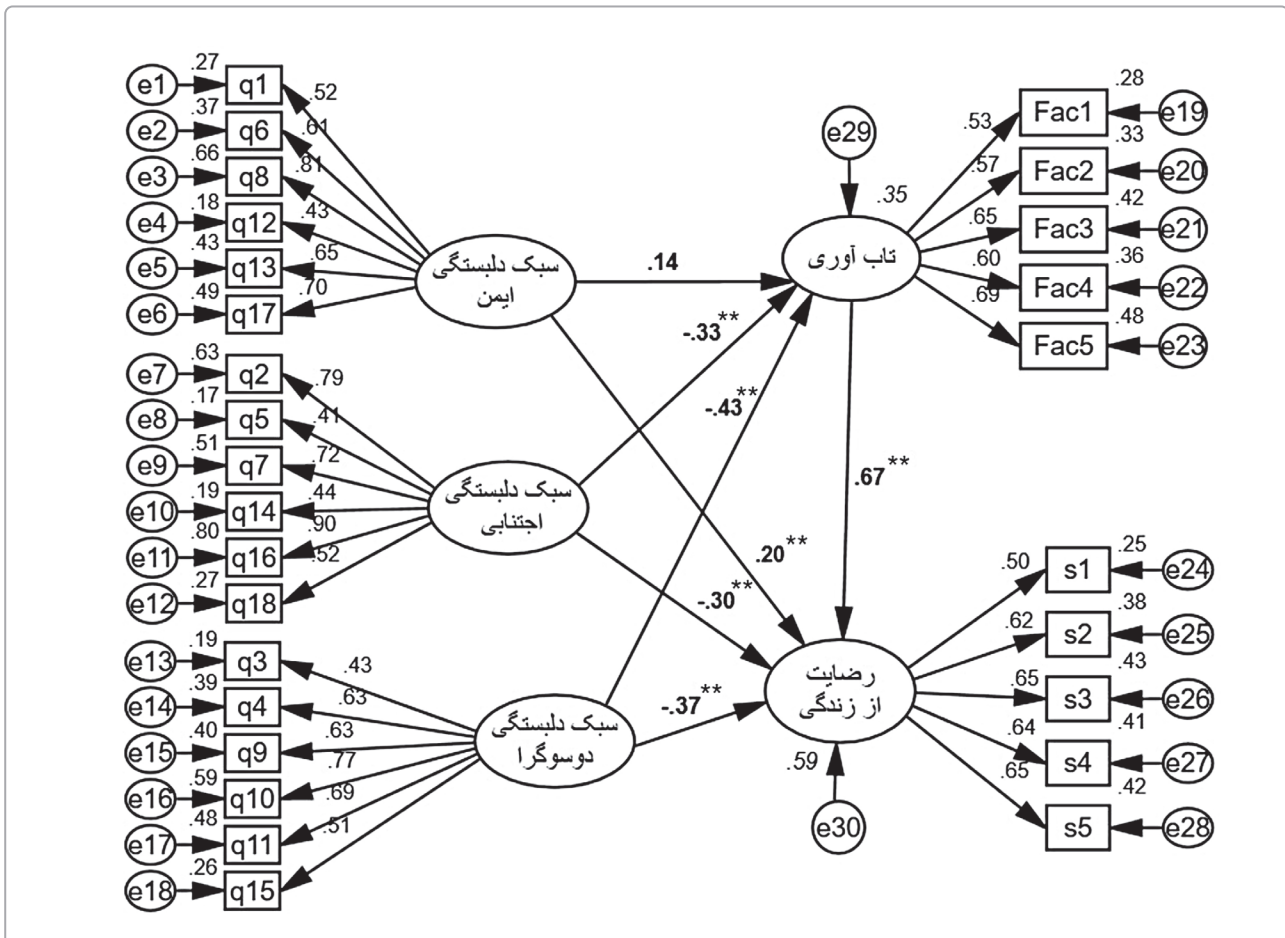 .27
e1
q1
.52
.37
e2
q6
.61
.66
e3
q8
.81
.18
e4
q12
.43
.43
e5
q13
.65
.49
e6
q17
.70
سبک دلبستگی
ایمن
.63
e7
q2
.79
.17
e8
q5
.41
.51
e9
q7
.72
.19
e10
q14
.44
.80
e11
q16
.90
.27
e12
q18
.52
سبک دلبستگی
اجتنابی
.19
e13
q3
.43
.39
e14
q4
.63
.40
e15
q9
.63
.59
e16
q10
.77
.48
e17
q11
.69
.26
e18
q15
.51
سبک دلبستگی
دوسوگرا
.14
-.33**
-.43**
.67**
.20**
-.30**
-.37**
e29
.35
تاب آوری
.53
Fac1
.28
e19
.57
Fac2
.33
e20
.65
Fac3
.42
e21
.60
Fac4
.36
e22
.69
Fac5
.48
e23
رضایت
از زندگی
.59
e30
.50
s1
.25
e24
.62
s2
.38
e25
.65
s3
.43
e26
.64
s4
.41
e27
.65
s5
.42
e28